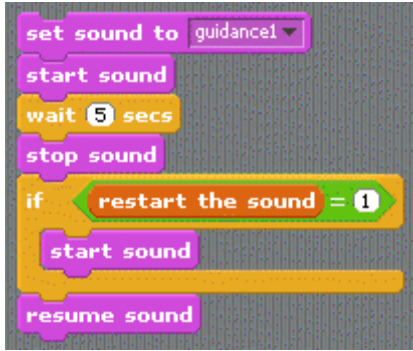 set sound to guidance1
start sound
wait 5 secs
stop sound
if restart the sound = 1
start sound
resume sound